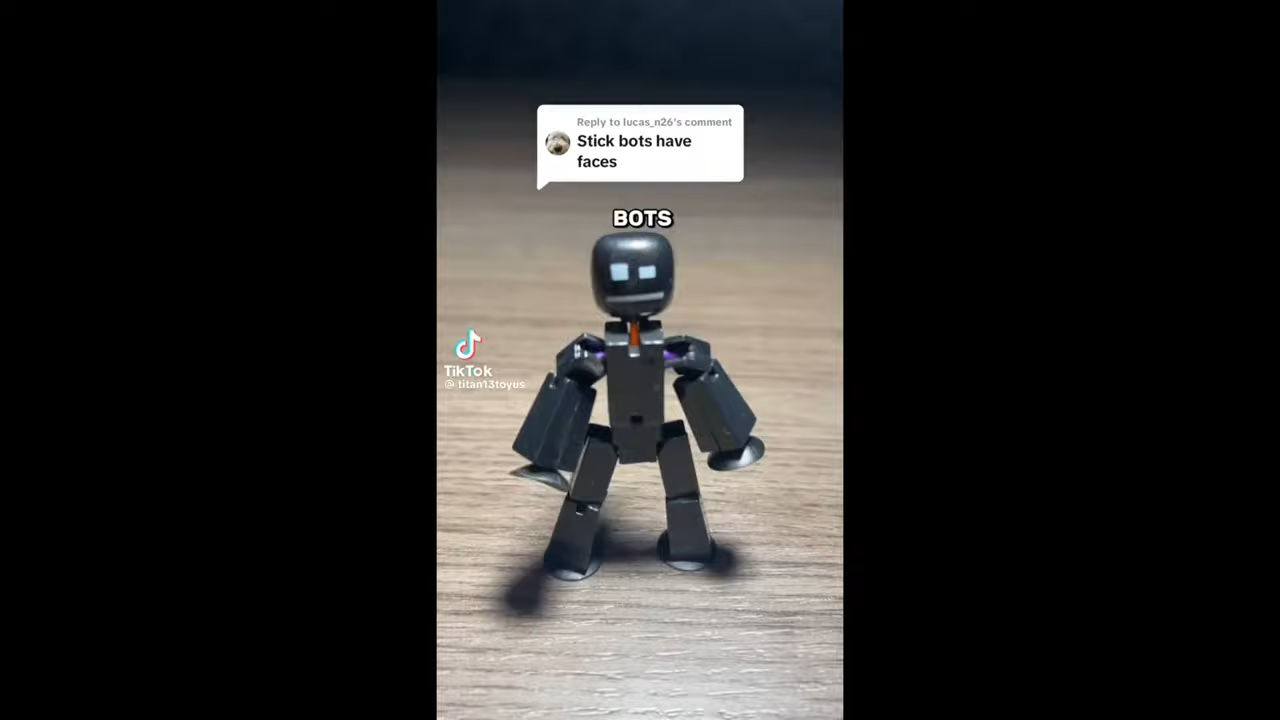 Reply to lucas_n26's comment
Stick bots have
faces
BOTS
TikTok
@titan13toyus